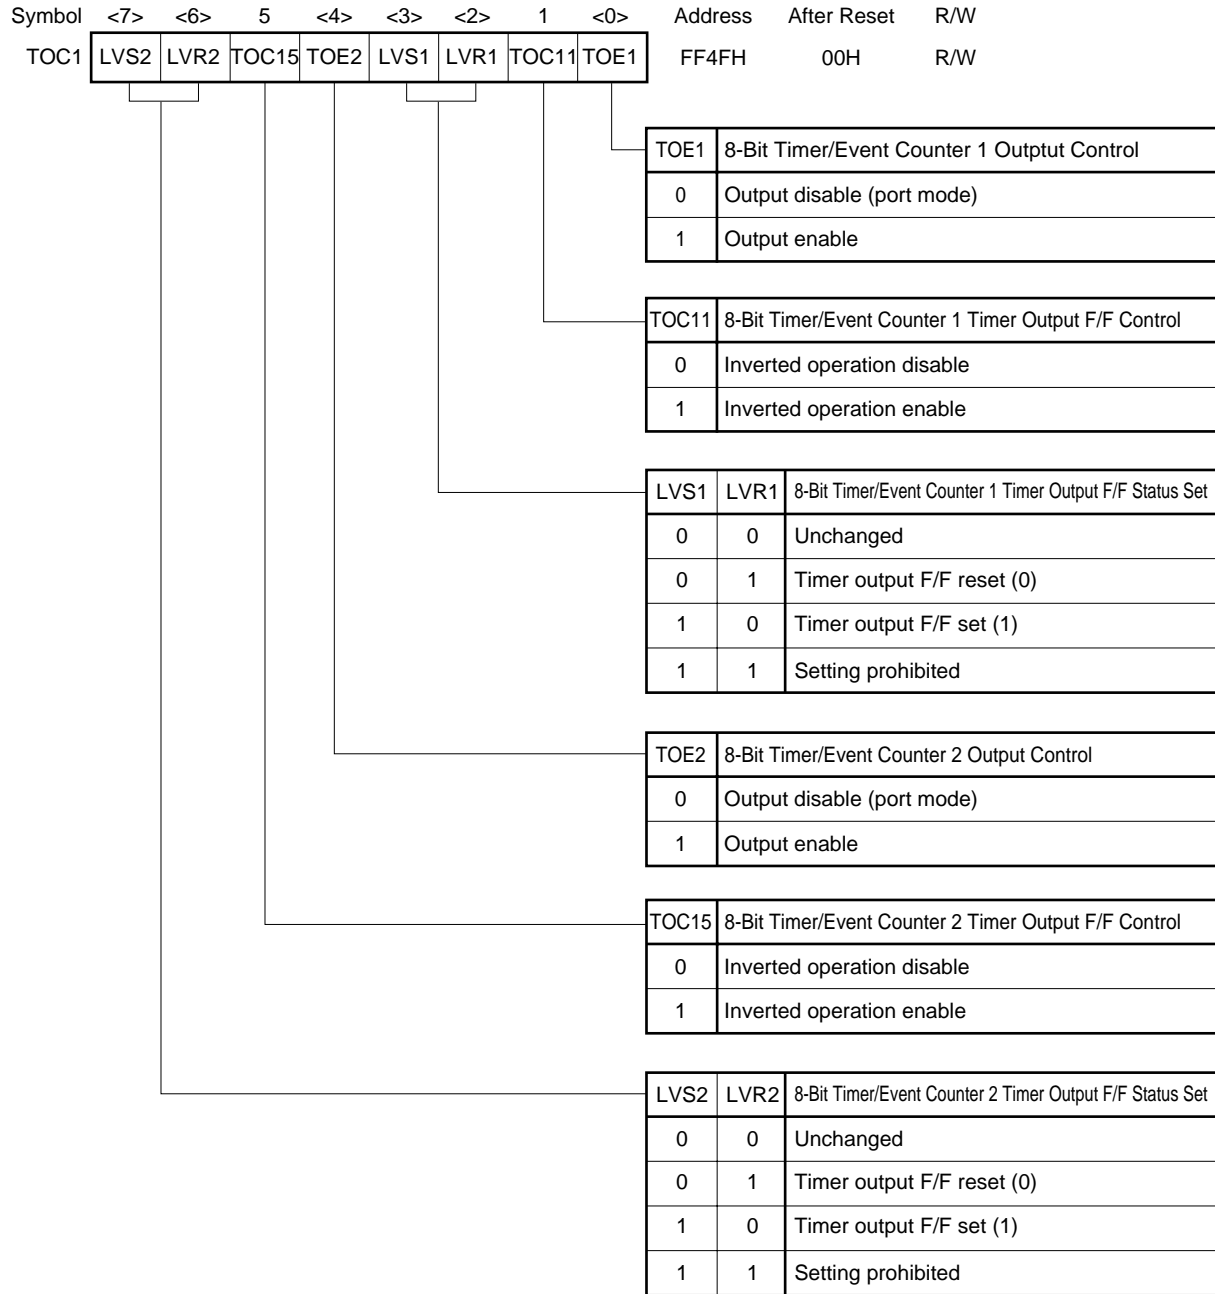 Symbol <7> <6> 5 <4> <3> <2> 1 <0> Address After Reset R/W
TOC1 LVS2 LVR2 TOC15 TOE2 LVS1 LVR1 TOC11 TOE1 FF4FH 00H R/W
TOE1 8-Bit Timer/Event Counter 1 Outptut Control
0 Output disable (port mode)
1 Output enable
TOC11 8-Bit Timer/Event Counter 1 Timer Output F/F Control
0 Inverted operation disable
1 Inverted operation enable
LVS1 LVR1 8-Bit Timer/Event Counter 1 Timer Output F/F Status Set
0 0 Unchanged
0 1 Timer output F/F reset (0)
1 0 Timer output F/F set (1)
1 1 Setting prohibited
TOE2 8-Bit Timer/Event Counter 2 Output Control
0 Output disable (port mode)
1 Output enable
TOC15 8-Bit Timer/Event Counter 2 Timer Output F/F Control
0 Inverted operation disable
1 Inverted operation enable
LVS2 LVR2 8-Bit Timer/Event Counter 2 Timer Output F/F Status Set
0 0 Unchanged
0 1 Timer output F/F reset (0)
1 0 Timer output F/F set (1)
1 1 Setting prohibited